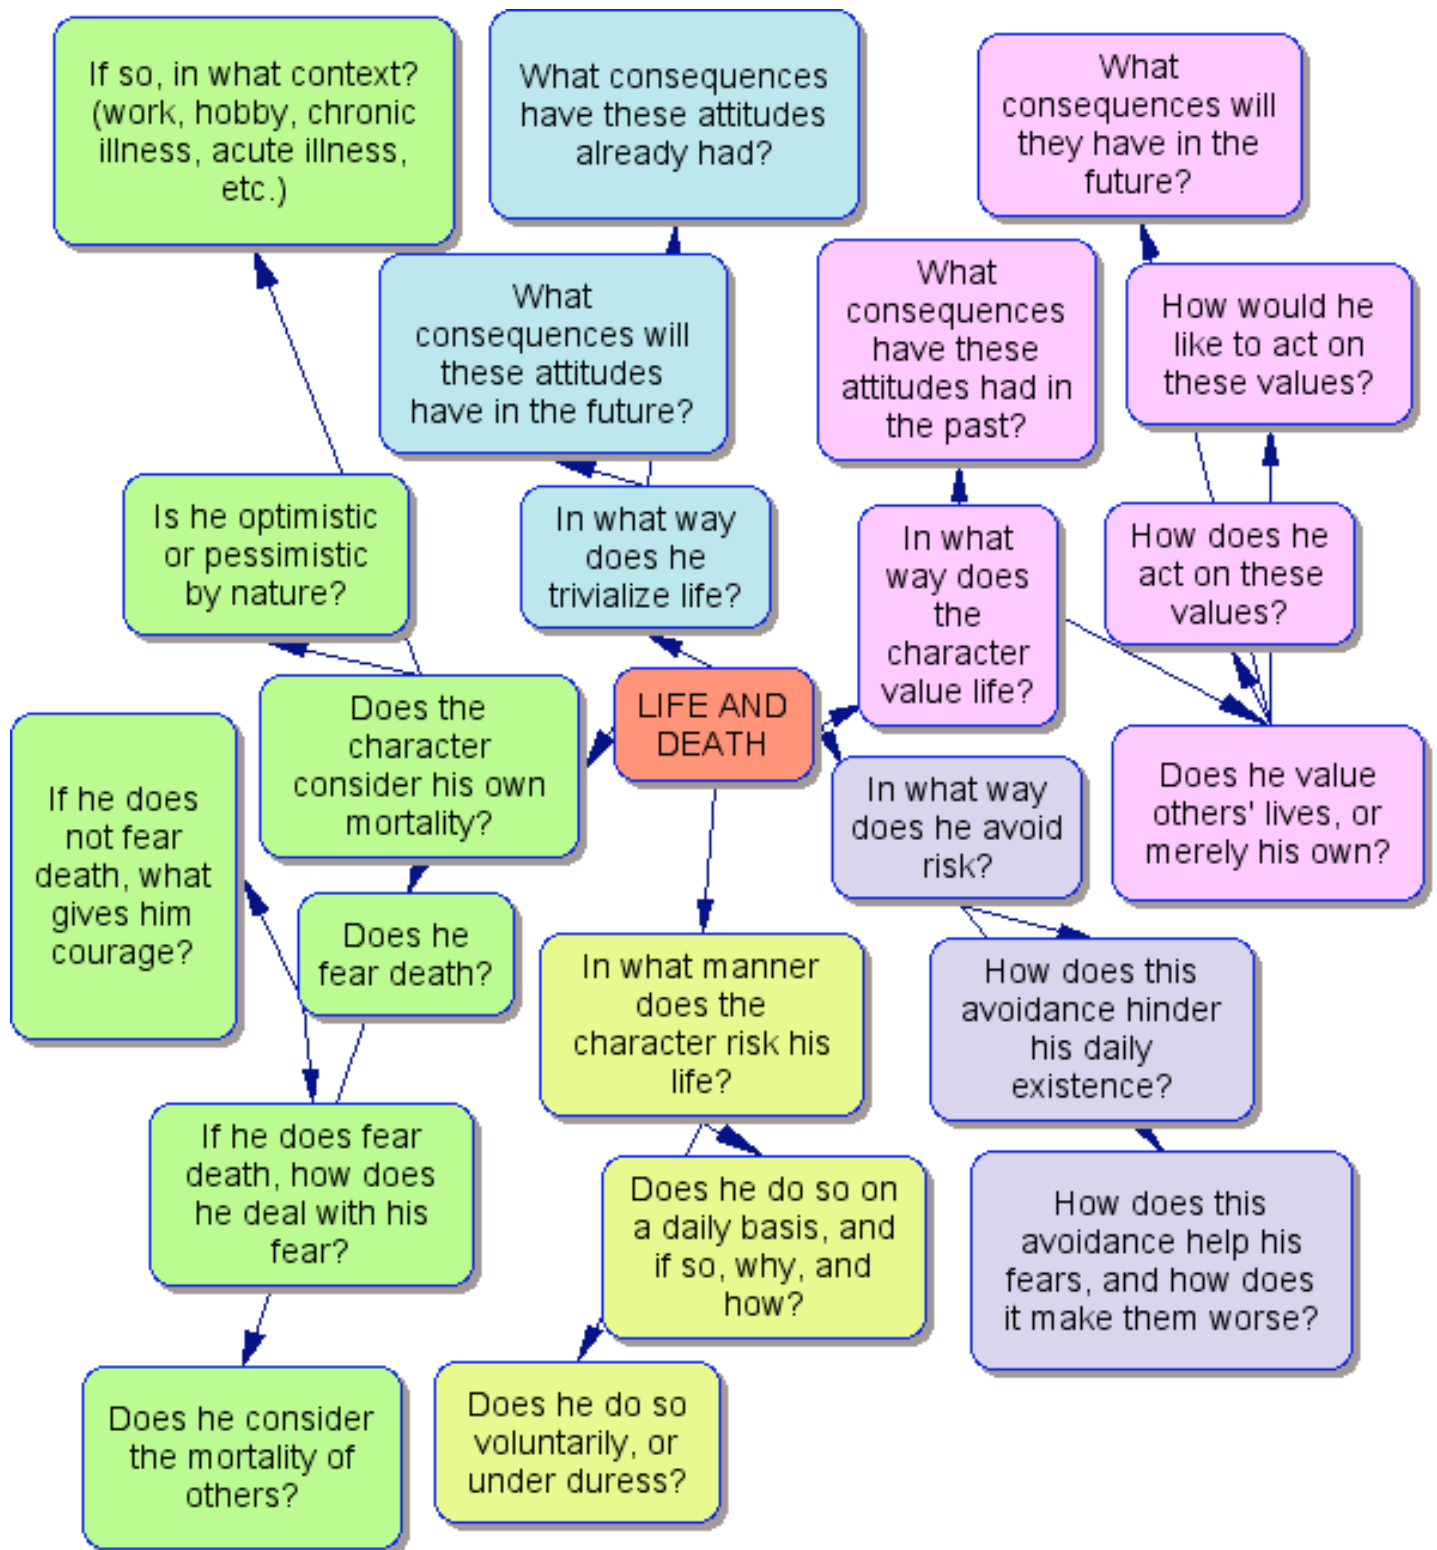 If so, in what context?
(work, hobby, chronic
illness, acute illness,
etc.)
What consequences
have these attitudes
already had?
What
consequences will
they have in the
future?
What
consequences will
these attitudes
have in the future?
What
consequences
have these
attitudes had in
the past?
How would he
like to act on
these values?
Is he optimistic
or pessimistic
by nature?
In what way
does he
trivialize life?
In what
way does
the
character
value life?
How does he
act on these
values?
LIFE AND
DEATH
Does the
character
consider his own
mortality?
If he does
not fear
death, what
gives him
courage?
In what way
does he avoid
risk?
Does he value
others' lives, or
merely his own?
Does he
fear death?
In what manner
does the
character risk his
life?
How does this
avoidance hinder
his daily
existence?
If he does fear
death, how does
he deal with his
fear?
Does he do so on
a daily basis, and
if so, why, and
how?
How does this
avoidance help his
fears, and how does
it make them worse?
Does he consider
the mortality of
others?
Does he do so
voluntarily, or
under duress?